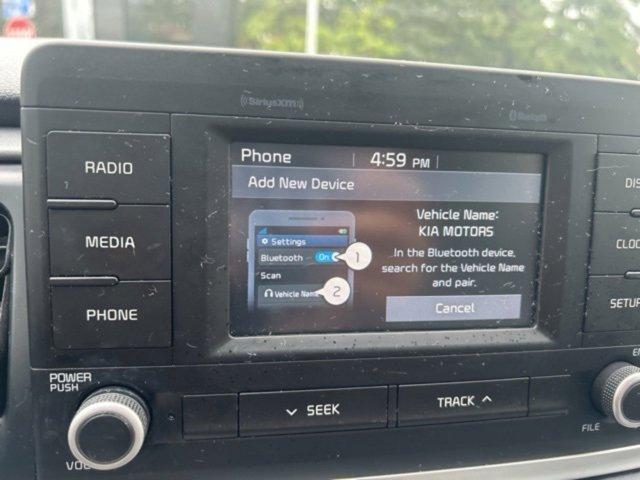 SiriusXM
Bluetooth
Phone
4:59 PM
Add New Device
RADIO
MEDIA
PHONE
Settings
Bluetooth On 1
Scan
Vehicle Name 2
Vehicle Name:
KIA MOTORS
In the Bluetooth device,
search for the Vehicle Name
and pair.
Cancel
POWER
PUSH
SEEK
TRACK
FILE